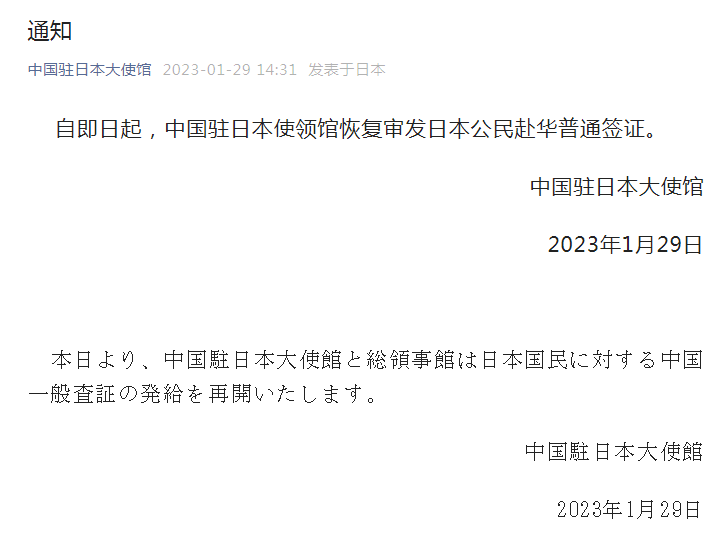 通知
中国驻日本大使馆 2023-01-29 14:31 发表于日本
自即日起，中国驻日本使领馆恢复审发日本公民赴华普通签证。
中国驻日本大使馆
2023年1月29日
本日より、中国駐日本大使館と総領事館は日本国民に対する中国
一般査証の発給を再開いたします。
中国駐日本大使館
2023年1月29日